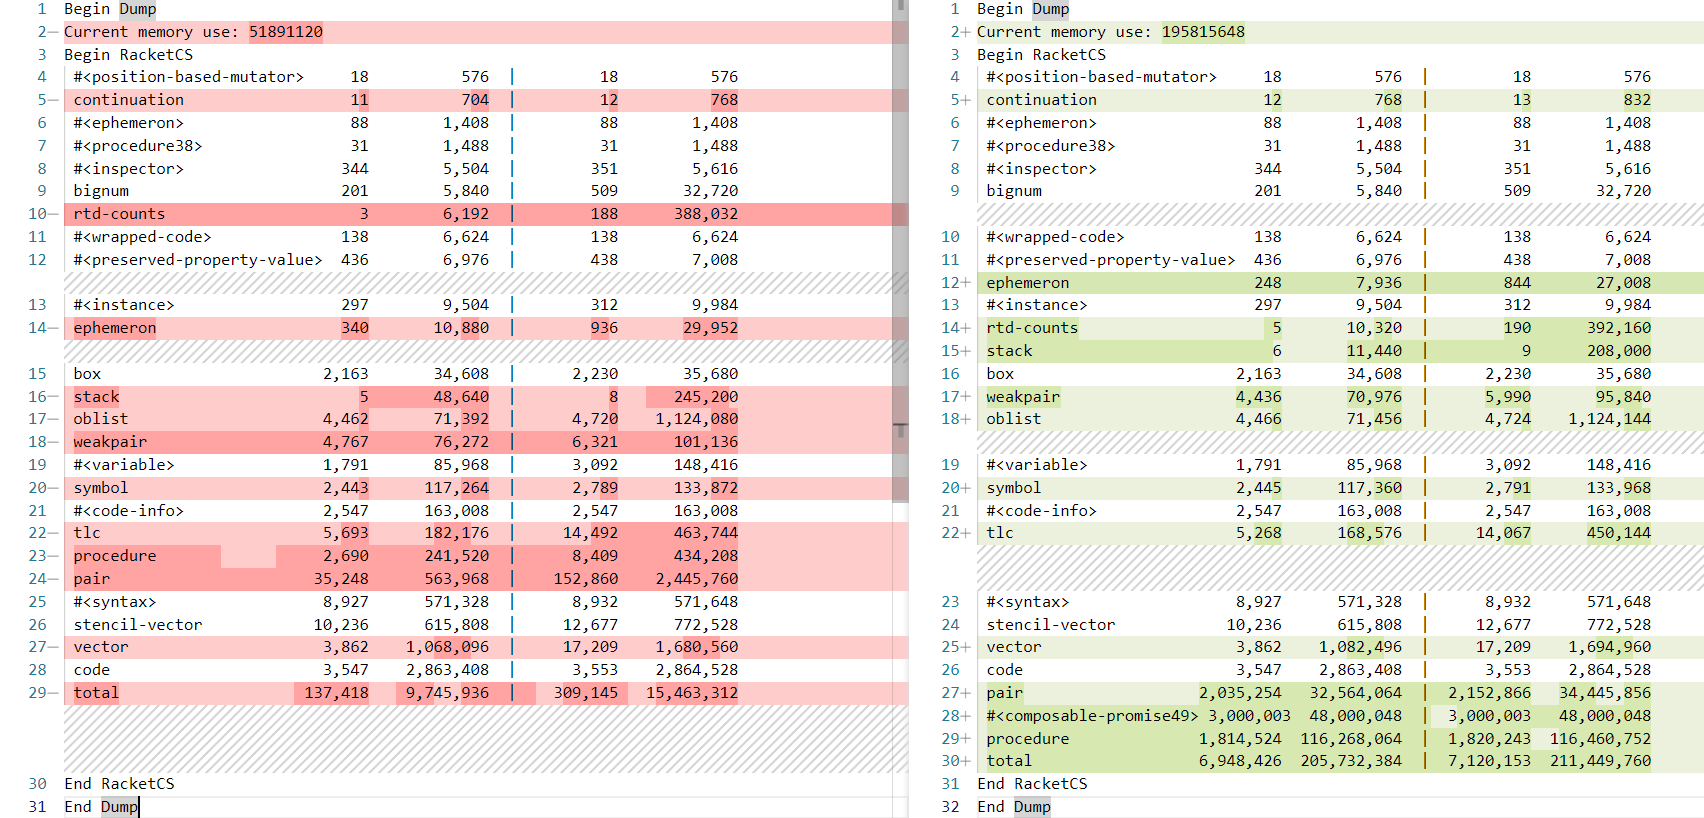 1 Begin Dump
2— Current memory use: 51891120
3 Begin RacketCS
4 #<position-based-mutator> 18 576 | 18 576
5— continuation 11 704 | 12 768
6 #<ephemeron> 88 1,408 | 88 1,408
7 #<procedure38> 31 1,488 | 31 1,488
8 #<inspector> 344 5,504 | 351 5,616
9 bignum 201 5,840 | 509 32,720
10— rtd-counts 3 6,192 | 188 388,032
11 #<wrapped-code> 138 6,624 | 138 6,624
12 #<preserved-property-value> 436 6,976 | 438 7,008
13 #<instance> 297 9,504 | 312 9,984
14— ephemeron 340 10,880 | 936 29,952
15 box 2,163 34,608 | 2,230 35,680
16— stack 5 48,640 | 8 245,200
17— oblist 4,462 71,392 | 4,720 1,124,080
18— weakpair 4,767 76,272 | 6,321 101,136
19 #<variable> 1,791 85,968 | 3,092 148,416
20— symbol 2,443 117,264 | 2,789 133,872
21 #<code-info> 2,547 163,008 | 2,547 163,008
22— tlc 5,693 182,176 | 14,492 463,744
23— procedure 2,690 241,520 | 8,409 434,208
24— pair 35,248 563,968 | 152,860 2,445,760
25 #<syntax> 8,927 571,328 | 8,932 571,648
26 stencil-vector 10,236 615,808 | 12,677 772,528
27— vector 3,862 1,068,096 | 17,209 1,680,560
28 code 3,547 2,863,408 | 3,553 2,864,528
29— total 137,418 9,745,936 | 309,145 15,463,312
30 End RacketCS
31 End Dump
1 Begin Dump
2+ Current memory use: 195815648
3 Begin RacketCS
4 #<position-based-mutator> 18 576 | 18 576
5+ continuation 12 768 | 13 832
6 #<ephemeron> 88 1,408 | 88 1,408
7 #<procedure38> 31 1,488 | 31 1,488
8 #<inspector> 344 5,504 | 351 5,616
9 bignum 201 5,840 | 509 32,720
10 #<wrapped-code> 138 6,624 | 138 6,624
11 #<preserved-property-value> 436 6,976 | 438 7,008
12+ ephemeron 248 7,936 | 844 27,008
13 #<instance> 297 9,504 | 312 9,984
14+ rtd-counts 5 10,320 | 190 392,160
15+ stack 6 11,440 | 9 208,000
16 box 2,163 34,608 | 2,230 35,680
17+ weakpair 4,436 70,976 | 5,990 95,840
18+ oblist 4,466 71,456 | 4,724 1,124,144
19 #<variable> 1,791 85,968 | 3,092 148,416
20+ symbol 2,445 117,360 | 2,791 133,968
21 #<code-info> 2,547 163,008 | 2,547 163,008
22+ tlc 5,268 168,576 | 14,067 450,144
23 #<syntax> 8,927 571,328 | 8,932 571,648
24 stencil-vector 10,236 615,808 | 12,677 772,528
25+ vector 3,862 1,082,496 | 17,209 1,694,960
26 code 3,547 2,863,408 | 3,553 2,864,528
27+ pair 2,035,254 32,564,064 | 2,152,866 34,445,856
28+ #<composable-promise49> 3,000,003 48,000,048 | 3,000,003 48,000,048
29+ procedure 1,814,524 116,268,064 | 1,820,243 116,460,752
30+ total 6,948,426 205,732,384 | 7,120,153 211,449,760
31 End RacketCS
32 End Dump